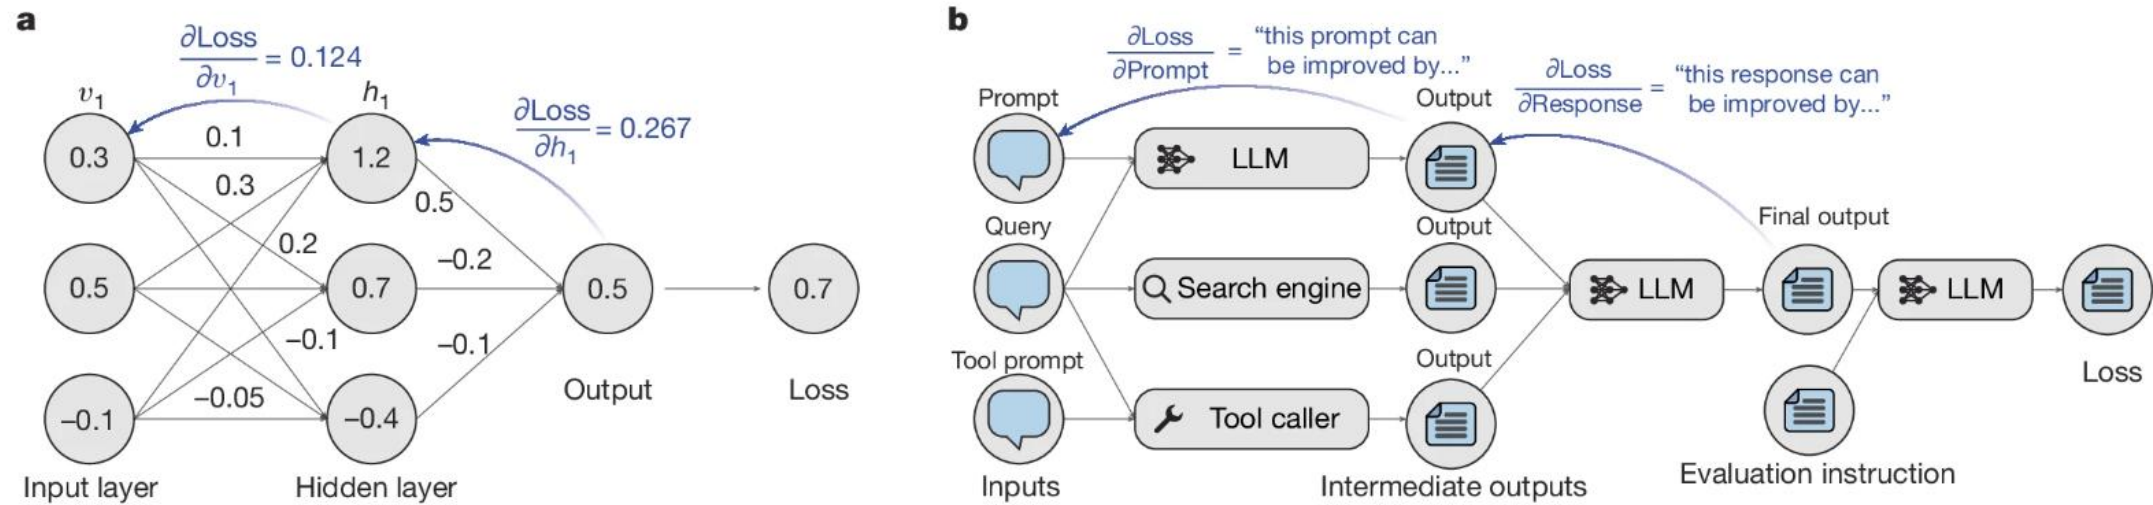 a
∂Loss/∂v₁ = 0.124
v₁
h₁
∂Loss/∂h₁ = 0.267
0.3
0.1
1.2
0.3
0.5
0.2
0.5
0.7
−0.2
0.5
0.7
−0.1
−0.1
−0.1
−0.05
−0.4
Output
Loss
Input layer
Hidden layer
b
∂Loss/∂Prompt = “this prompt can
be improved by...”
∂Loss/∂Response = “this response can
be improved by...”
Prompt
Output
LLM
Query
Output
Final output
Search engine
LLM
LLM
Tool prompt
Output
Loss
Tool caller
Evaluation instruction
Inputs
Intermediate outputs